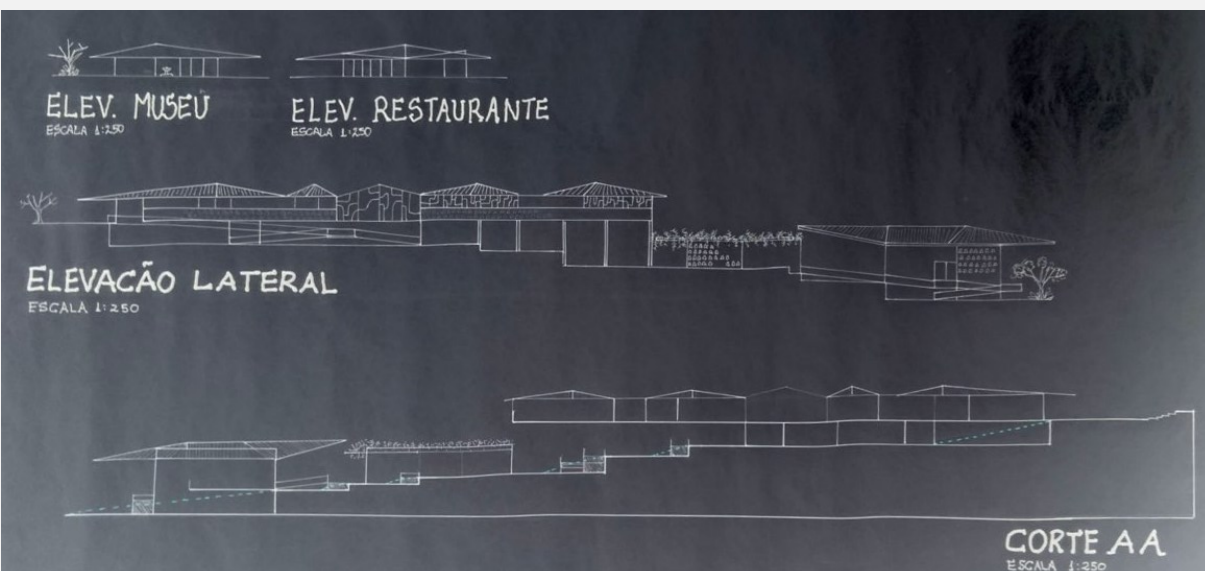 ELEV. MUSEU
ESCALA 1:250
ELEV. RESTAURANTE
ESCALA 1:250
ELEVACÃO LATERAL
ESCALA 1:250
CORTE AA
ESCALA 1:250